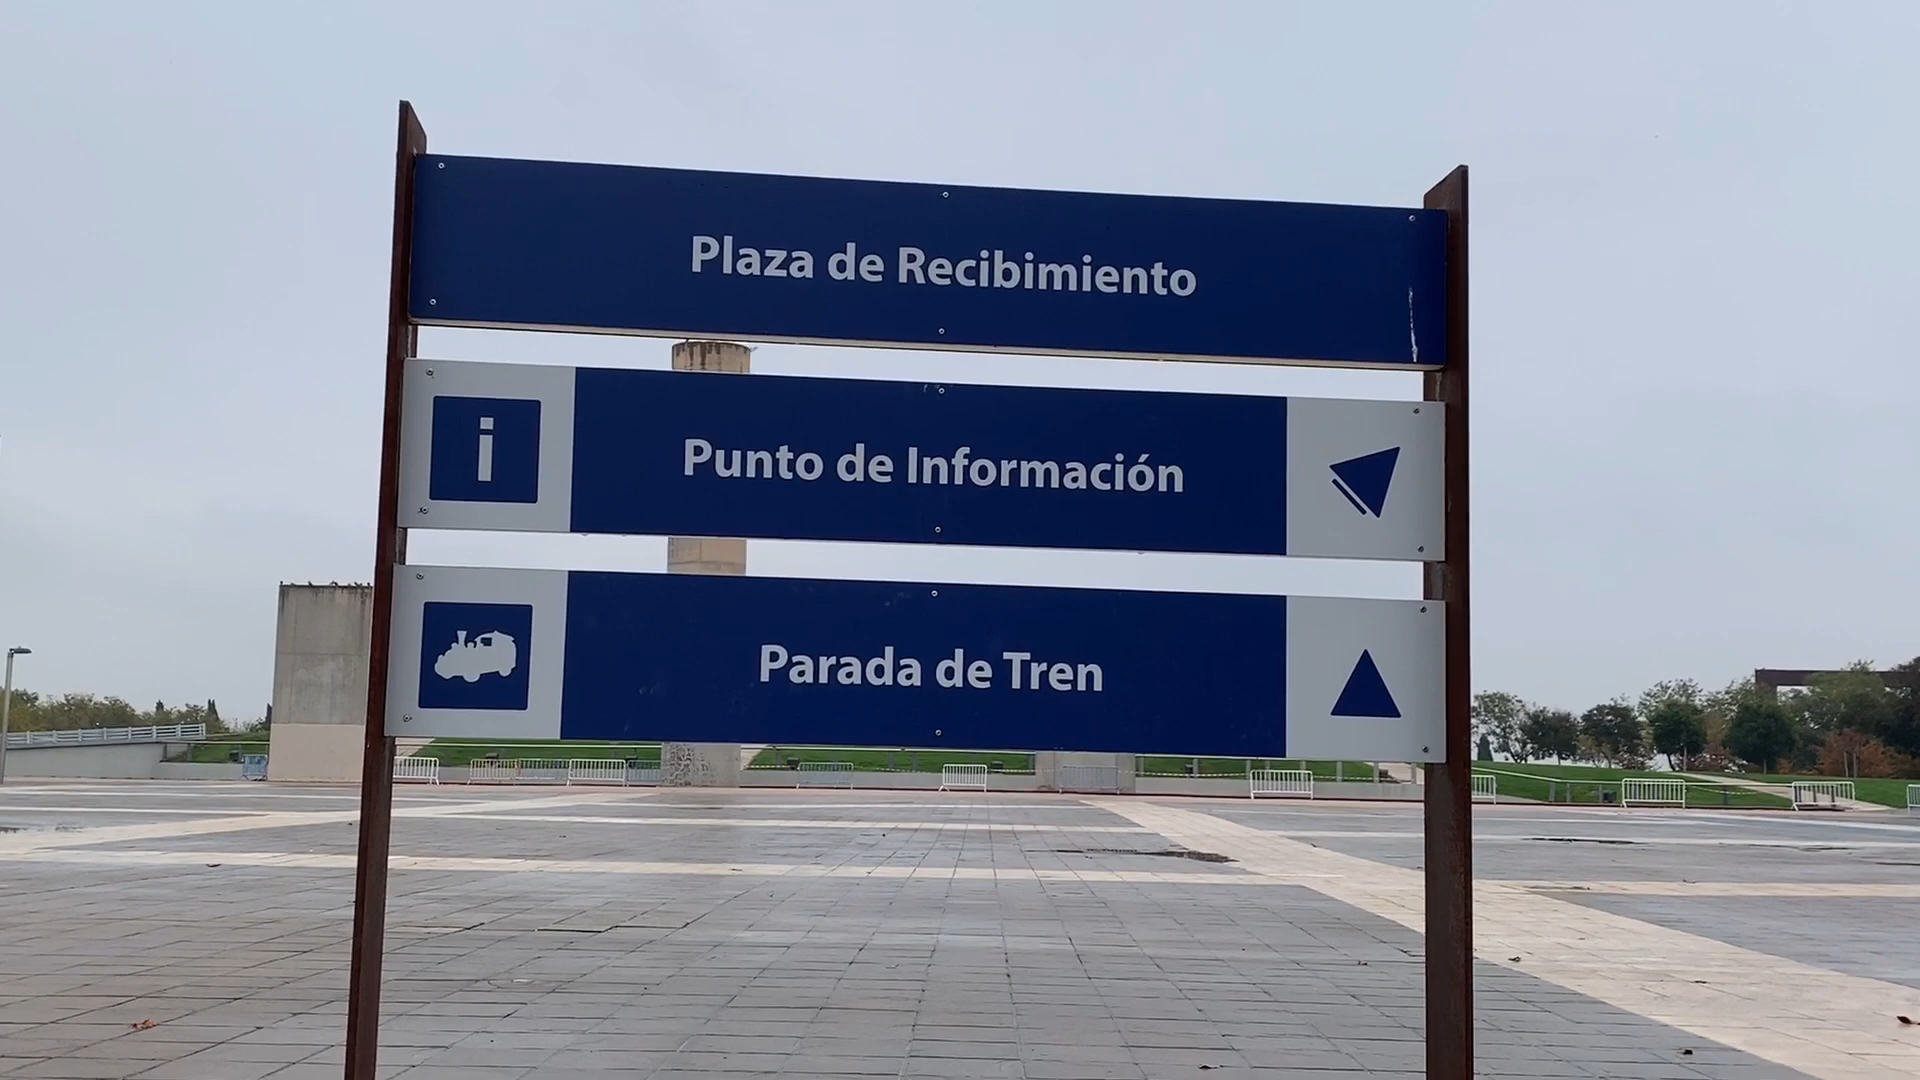 Plaza de Recibimiento
i
Punto de Información
Parada de Tren